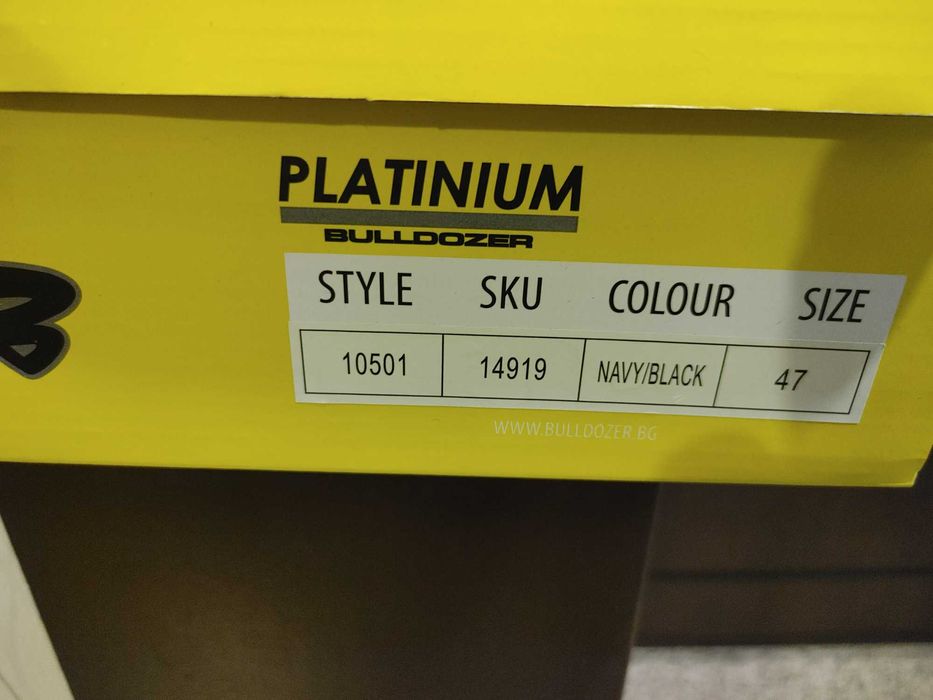 PLATINIUM
BULLDOZER
STYLE SKU COLOUR SIZE
10501 14919 NAVY/BLACK 47
WWW.BULLDOZER.BG